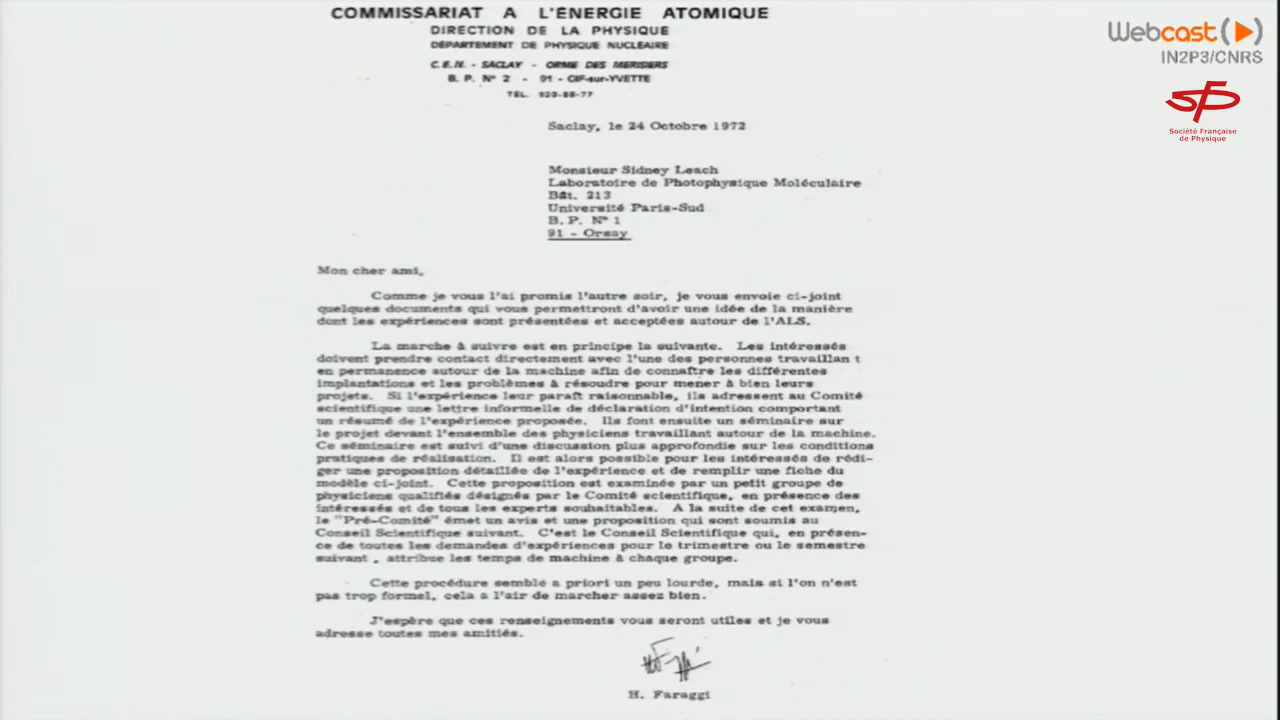 COMMISSARIAT A L'ÉNERGIE ATOMIQUE
DIRECTION DE LA PHYSIQUE
DÉPARTEMENT DE PHYSIQUE NUCLÉAIRE
C.E.N. - SACLAY - ORME DES MERISIERS
B. P. N° 2 - 91 - GIF-sur-YVETTE
TÉL. 920-88-77
Webcast
IN2P3/CNRS
SFP
Société Française
de Physique
Saclay, le 24 Octobre 1972
Monsieur Sidney Leach
Laboratoire de Photophysique Moléculaire
Bât. 213
Université Paris-Sud
B. P. N° 1
91 - Orsay
Mon cher ami,
Comme je vous l'ai promis l'autre soir, je vous envoie ci-joint
quelques documents qui vous permettront d'avoir une idée de la manière
dont les expériences sont présentées et acceptées autour de l'ALS.
La marche à suivre est en principe la suivante. Les intéressés
doivent prendre contact directement avec l'une des personnes travaillan t
en permanence autour de la machine afin de connaître les différentes
implantations et les problèmes à résoudre pour mener à bien leurs
projets. Si l'expérience leur paraît raisonnable, ils adressent au Comité
scientifique une lettre informelle de déclaration d'intention comportant
un résumé de l'expérience proposée. Ils font ensuite un séminaire sur
le projet devant l'ensemble des physiciens travaillant autour de la machine.
Ce séminaire est suivi d'une discussion plus approfondie sur les conditions
pratiques de réalisation. Il est alors possible pour les intéressés de rédi-
ger une proposition détaillée de l'expérience et de remplir une fiche du
modèle ci-joint. Cette proposition est examinée par un petit groupe de
physiciens qualifiés désignés par le Comité scientifique, en présence des
intéressés et de tous les experts souhaitables. A la suite de cet examen,
le "Pré-Comité" émet un avis et une proposition qui sont soumis au
Conseil Scientifique suivant. C'est le Conseil Scientifique qui, en présen-
ce de toutes les demandes d'expériences pour le trimestre ou le semestre
suivant , attribue les temps de machine à chaque groupe.
Cette procédure semble a priori un peu lourde, mais si l'on n'est
pas trop formel, cela a l'air de marcher assez bien.
J'espère que ces renseignements vous seront utiles et je vous
adresse toutes mes amitiés.
H. Faraggi